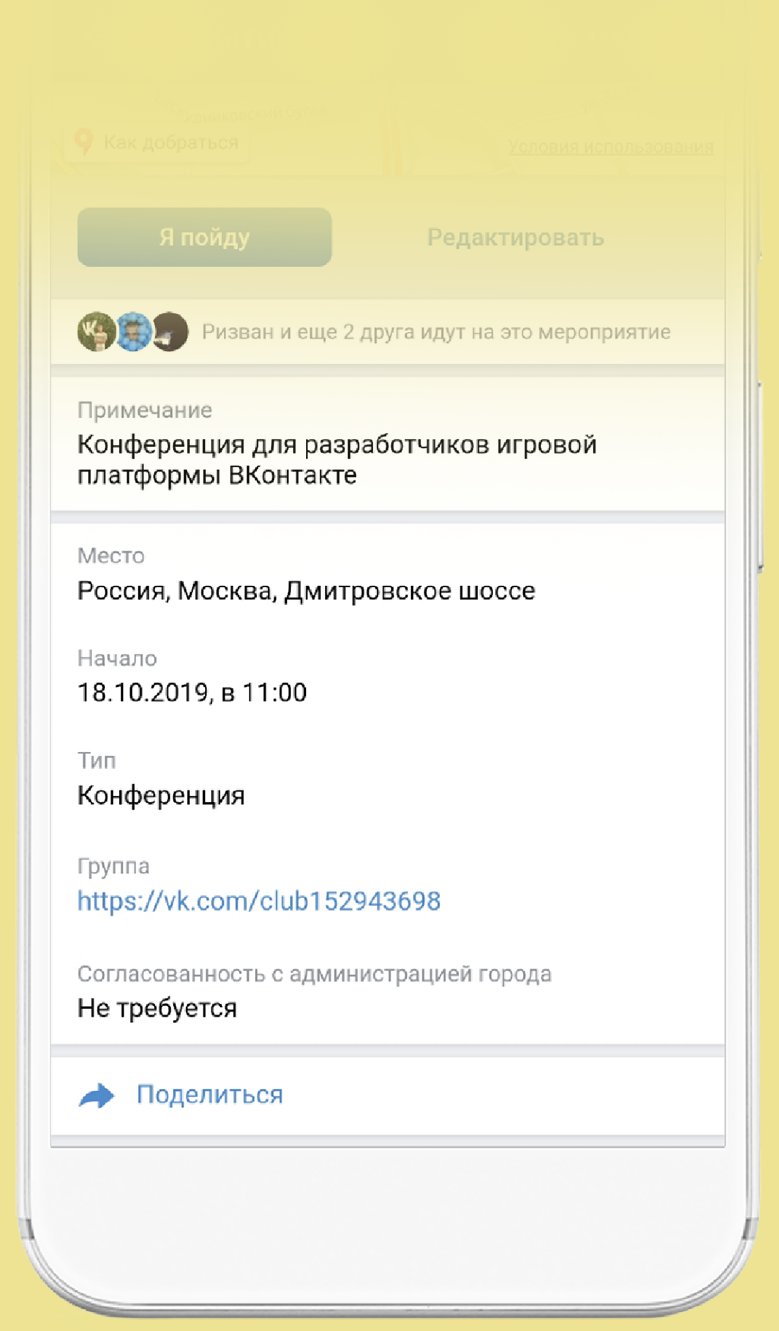 Как добраться
Условия использования
Я пойду
Редактировать
Ризван и еще 2 друга идут на это мероприятие
Примечание
Конференция для разработчиков игровой
платформы ВКонтакте
Место
Россия, Москва, Дмитровское шоссе
Начало
18.10.2019, в 11:00
Тип
Конференция
Группа
https://vk.com/club152943698
Согласованность с администрацией города
Не требуется
Поделиться